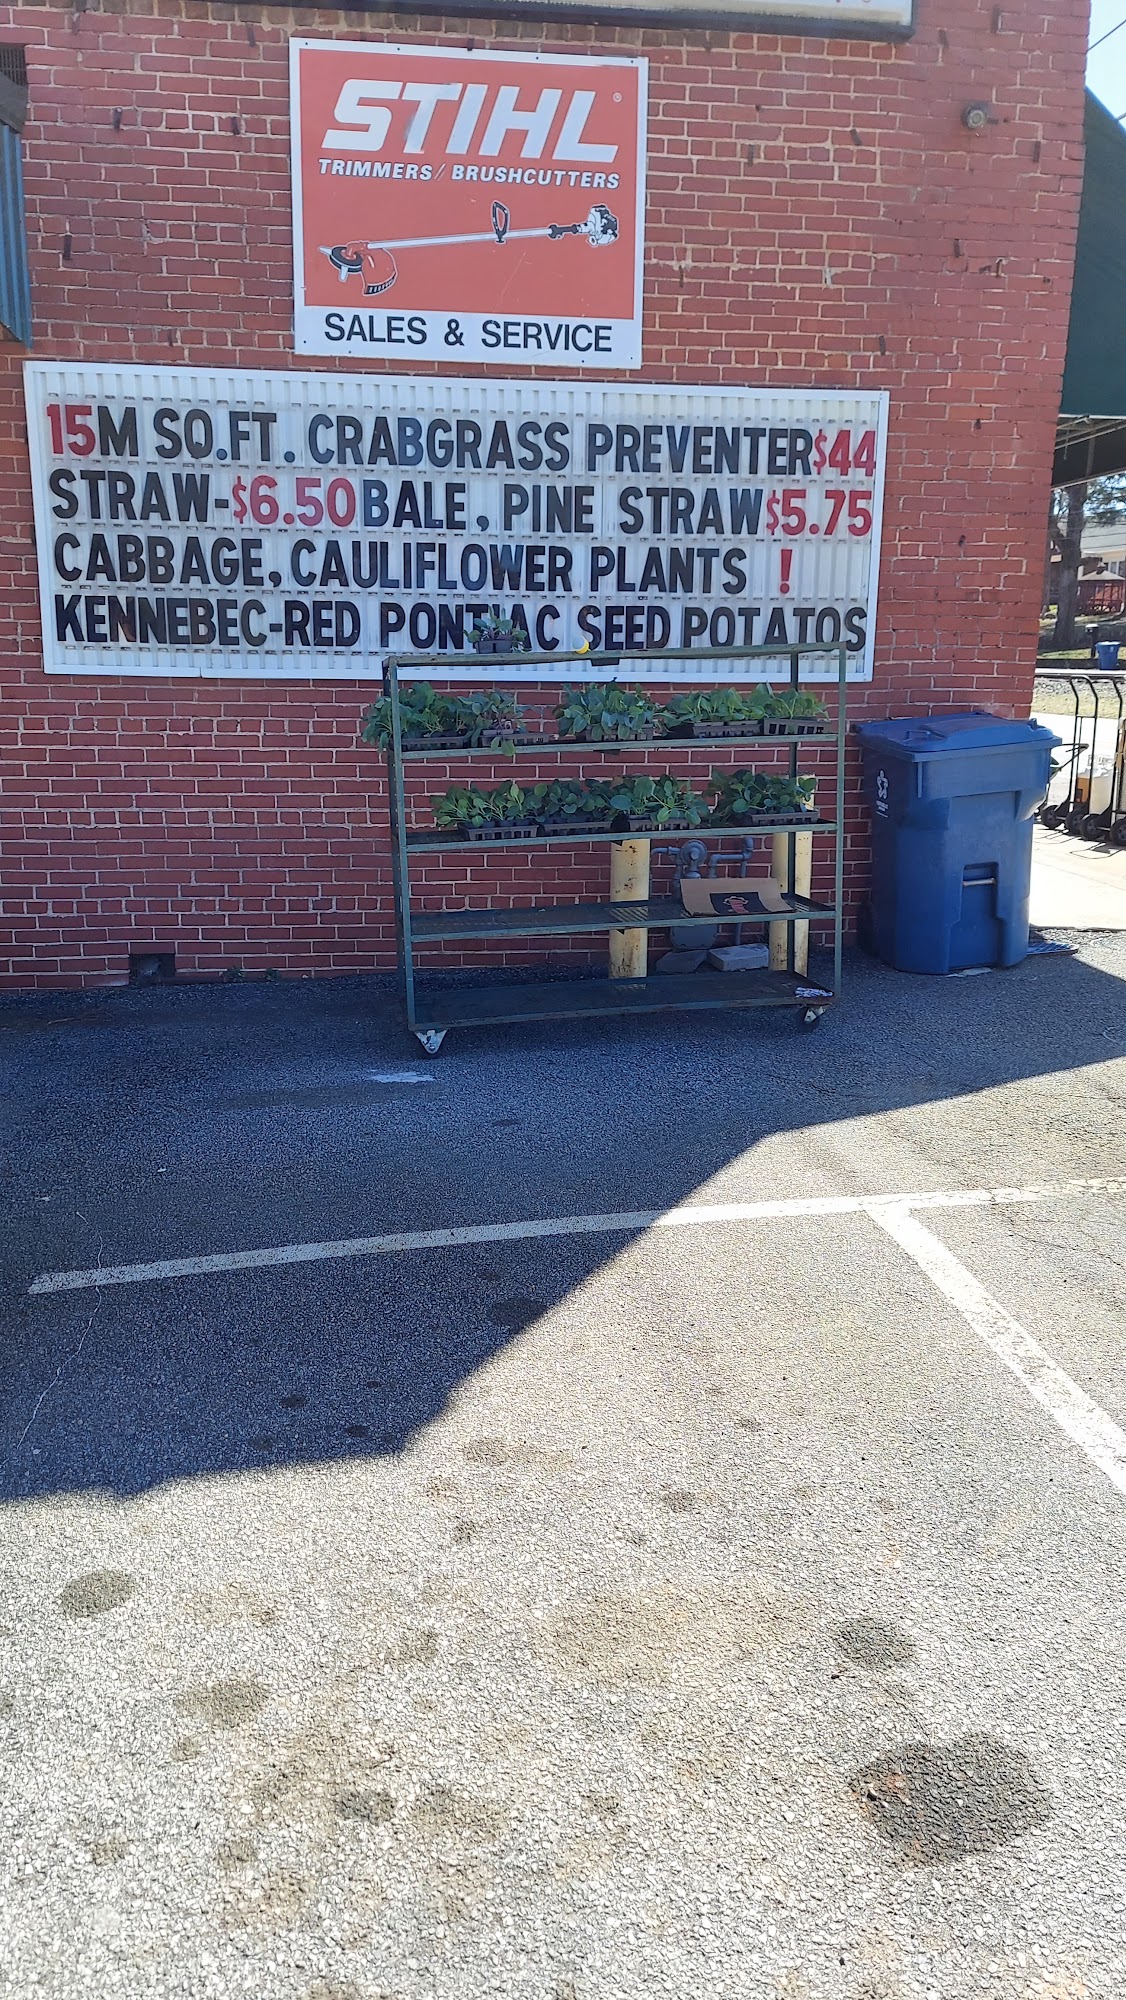 STIHL®
TRIMMERS/BRUSHCUTTERS
SALES & SERVICE
15M SQ.FT. CRABGRASS PREVENTER $44
STRAW-$6.50 BALE, PINE STRAW $5.75
CABBAGE, CAULIFLOWER PLANTS !
KENNEBEC-RED PONTIAC SEED POTATOS